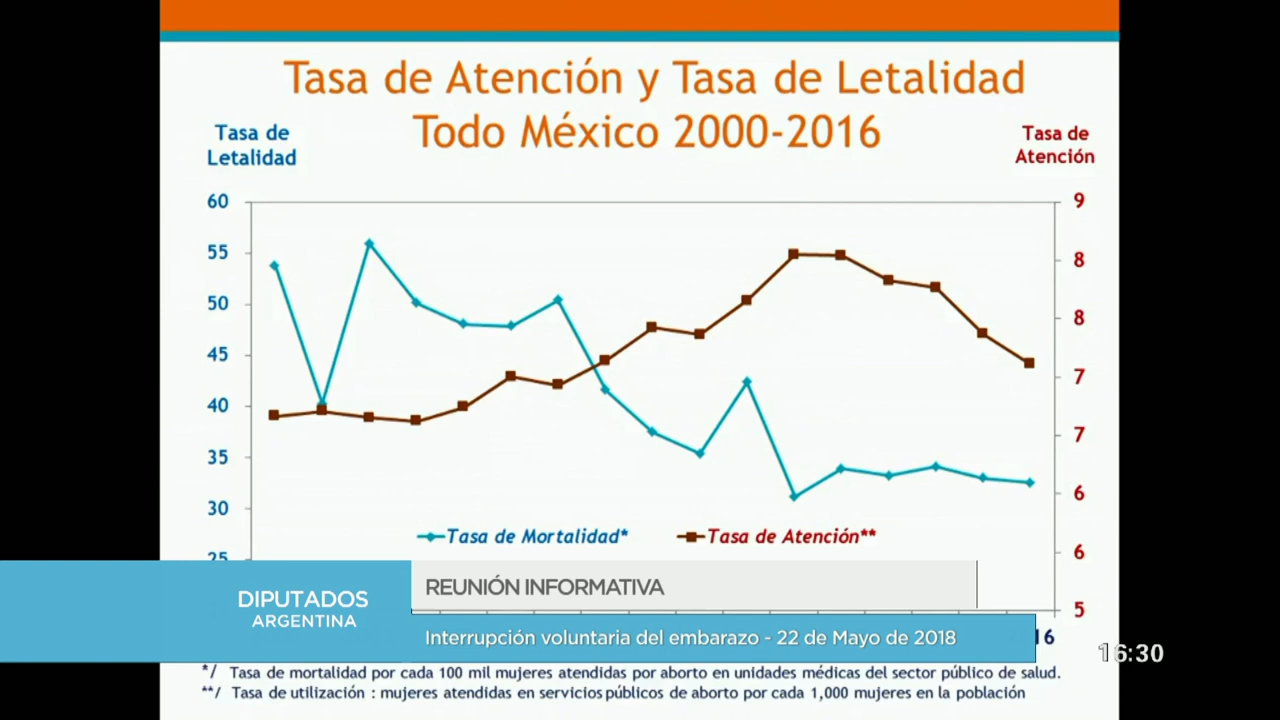 Tasa de Atención y Tasa de Letalidad
Todo México 2000-2016
Tasa de
Letalidad
Tasa de
Atención
60
55
50
45
40
35
30
25
9
8
8
7
7
6
6
5
Tasa de Mortalidad*
Tasa de Atención**
DIPUTADOS
ARGENTINA
REUNIÓN INFORMATIVA
Interrupción voluntaria del embarazo - 22 de Mayo de 2018
16
16:30
*/ Tasa de mortalidad por cada 100 mil mujeres atendidas por aborto en unidades médicas del sector público de salud.
**/ Tasa de utilización : mujeres atendidas en servicios públicos de aborto por cada 1,000 mujeres en la población